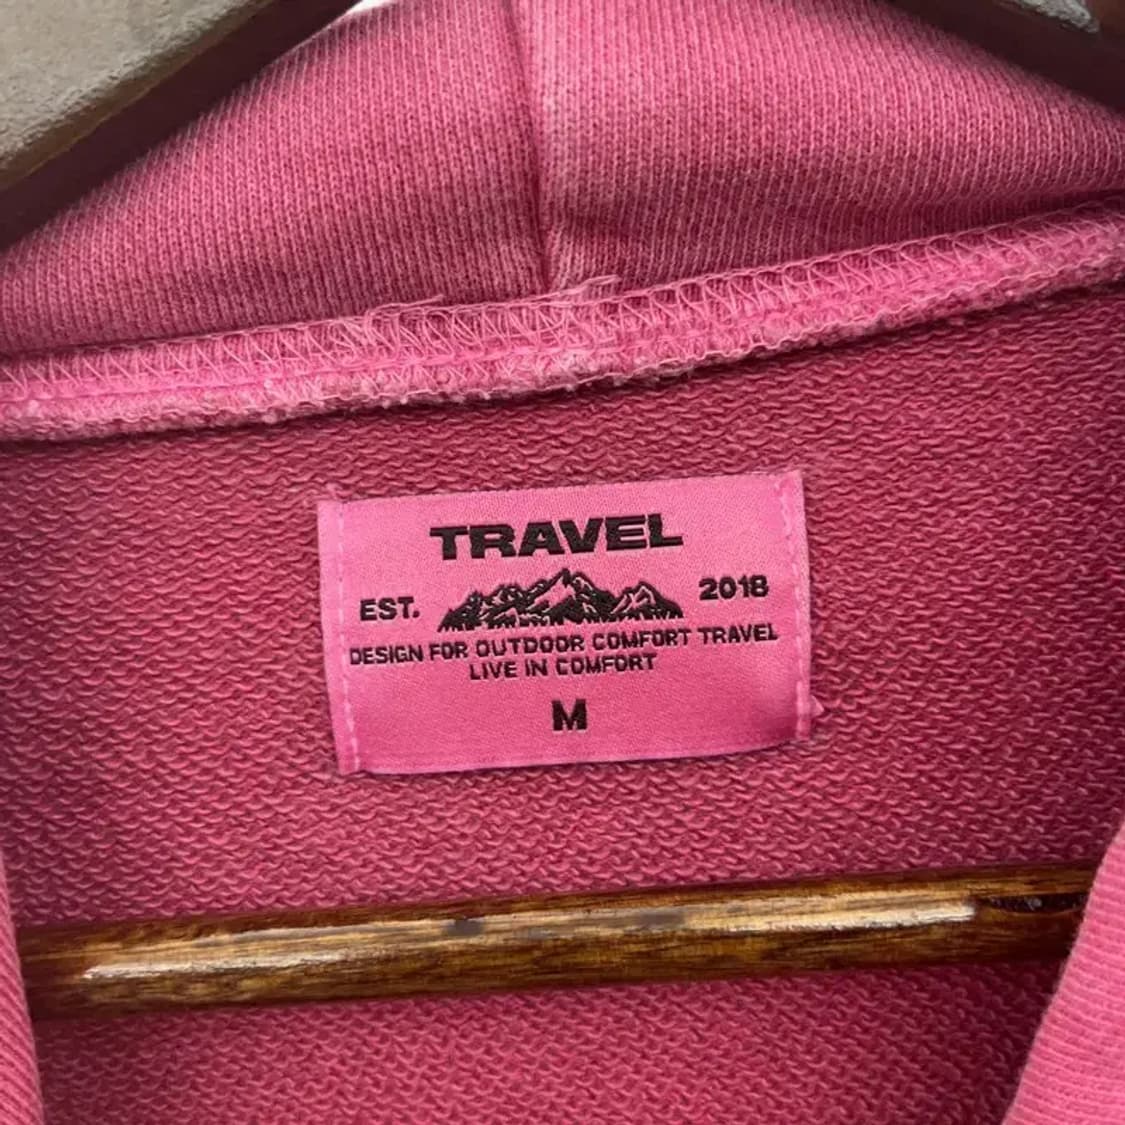 TRAVEL
EST. 2018
DESIGN FOR OUTDOOR COMFORT TRAVEL
LIVE IN COMFORT
M